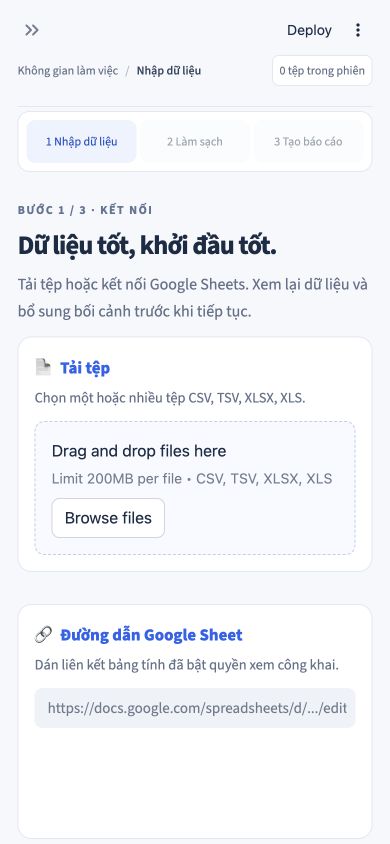 Deploy
Không gian làm việc / Nhập dữ liệu
0 tệp trong phiên
1 Nhập dữ liệu
2 Làm sạch
3 Tạo báo cáo
BƯỚC 1 / 3 · KẾT NỐI
Dữ liệu tốt, khởi đầu tốt.
Tải tệp hoặc kết nối Google Sheets. Xem lại dữ liệu và
bổ sung bối cảnh trước khi tiếp tục.
Tải tệp
Chọn một hoặc nhiều tệp CSV, TSV, XLSX, XLS.
Drag and drop files here
Limit 200MB per file • CSV, TSV, XLSX, XLS
Browse files
Đường dẫn Google Sheet
Dán liên kết bảng tính đã bật quyền xem công khai.
https://docs.google.com/spreadsheets/d/.../edit